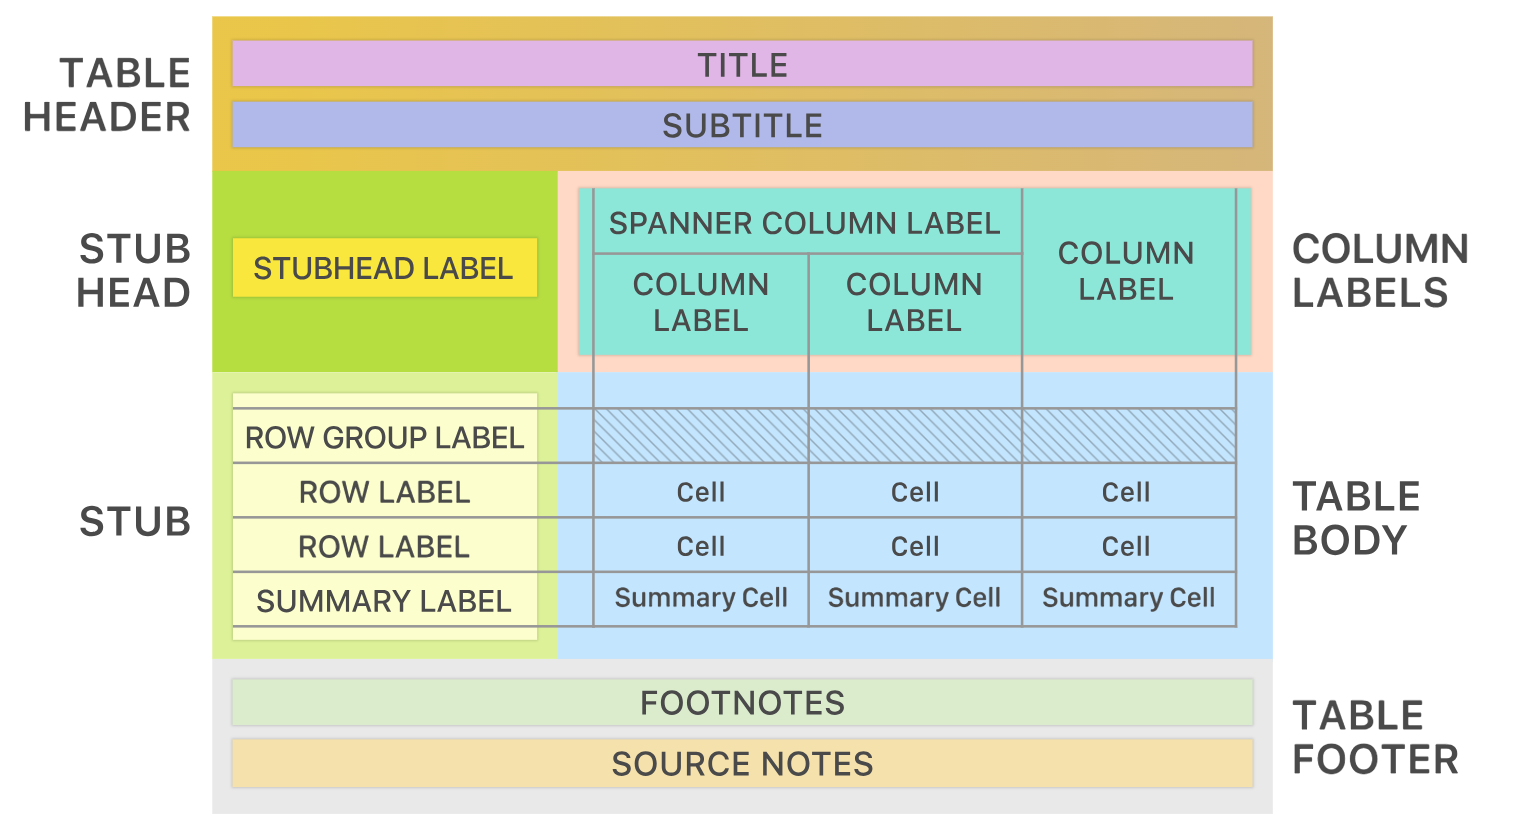 TABLE
HEADER
TITLE
SUBTITLE
STUB
HEAD
STUBHEAD LABEL
SPANNER COLUMN LABEL
COLUMN
LABEL
COLUMN
LABEL
COLUMN
LABEL
COLUMN
LABELS
STUB
ROW GROUP LABEL
ROW LABEL
Cell
Cell
Cell
ROW LABEL
Cell
Cell
Cell
SUMMARY LABEL
Summary Cell
Summary Cell
Summary Cell
TABLE
BODY
FOOTNOTES
SOURCE NOTES
TABLE
FOOTER